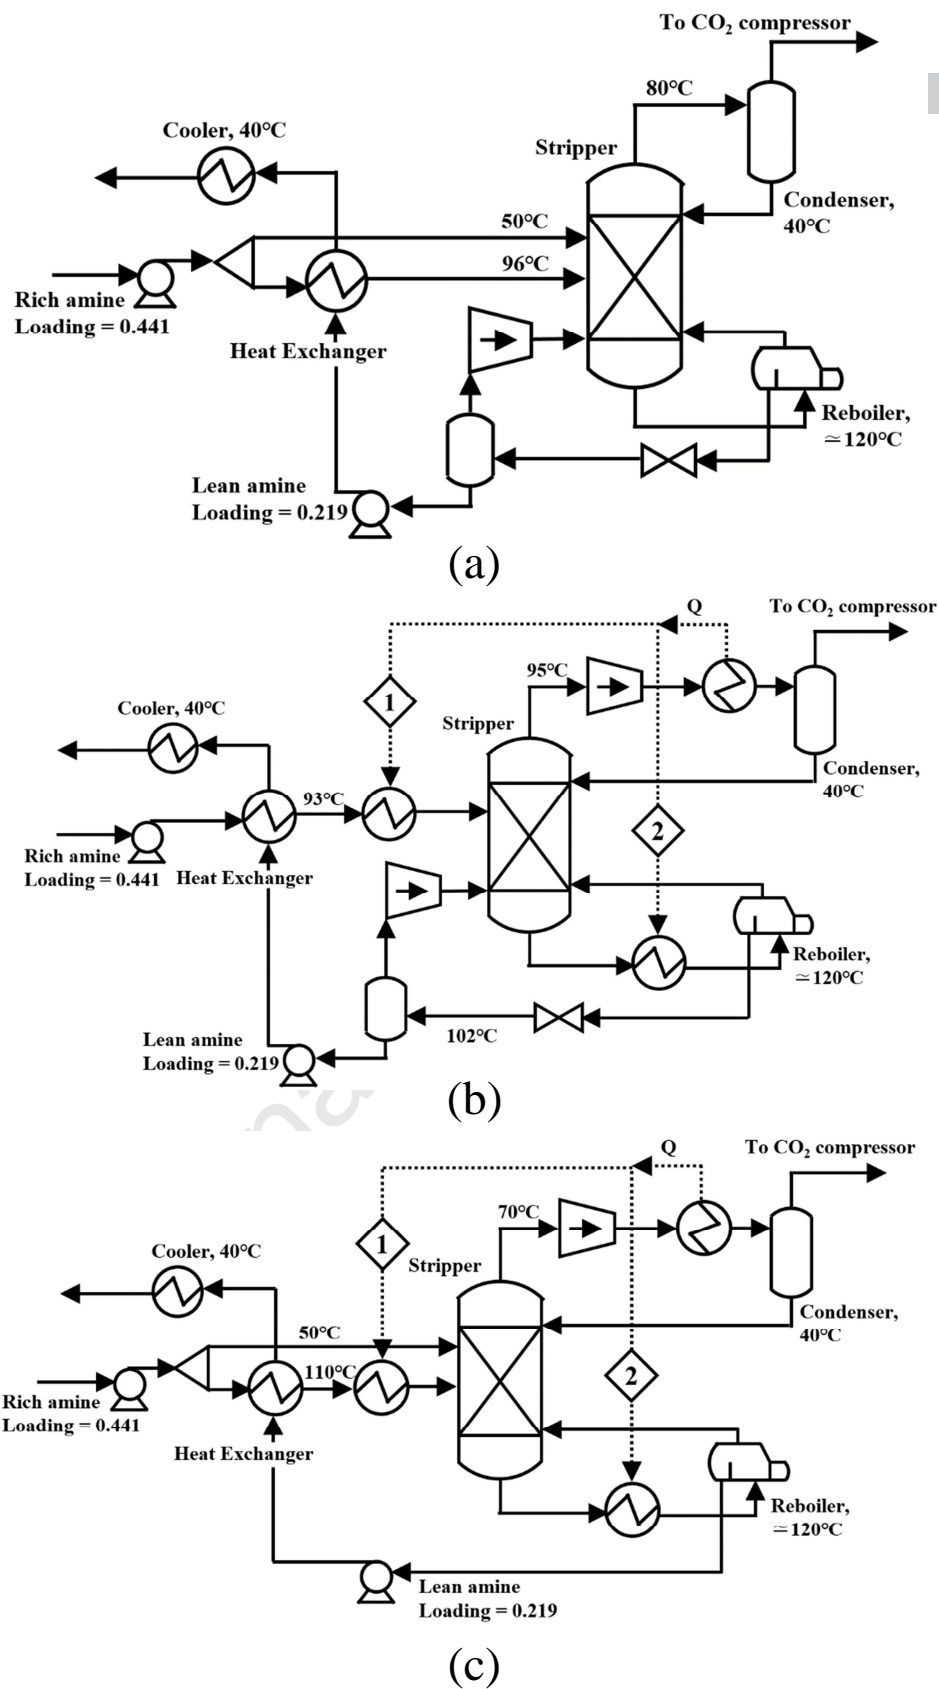 To CO₂ compressor
80°C
Cooler, 40°C
Stripper
Condenser,
40°C
50°C
96°C
Rich amine
Loading = 0.441
Heat Exchanger
Reboiler,
≃120°C
Lean amine
Loading = 0.219
(a)
Q
To CO₂ compressor
95°C
1
Cooler, 40°C
Stripper
Condenser,
40°C
93°C
2
Rich amine
Loading = 0.441
Heat Exchanger
Reboiler,
≃120°C
102°C
Lean amine
Loading = 0.219
(b)
Q
To CO₂ compressor
70°C
1
Cooler, 40°C
Stripper
Condenser,
40°C
50°C
110°C
2
Rich amine
Loading = 0.441
Heat Exchanger
Reboiler,
≃120°C
Lean amine
Loading = 0.219
(c)